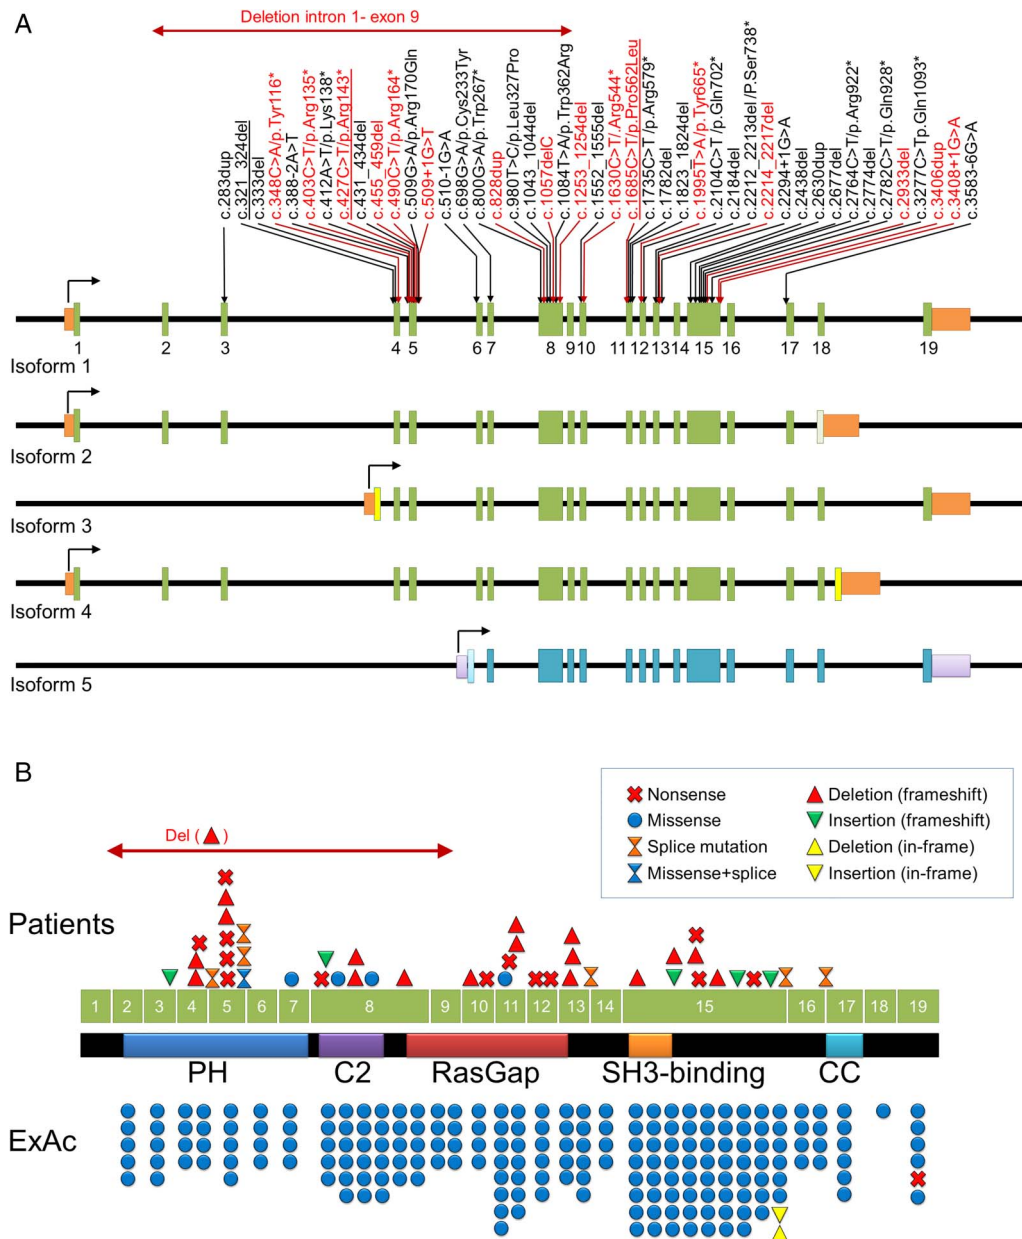 A
Deletion intron 1- exon 9
c.283dup
c.321_324del
c.333del
c.348C>A/p.Tyr116*
c.388-2A>T
c.403C>T/p.Arg135*
c.412A>T/p.Lys138*
c.427C>T/p.Arg143*
c.431_434del
c.455_459del
c.490C>T/p.Arg164*
c.509G>A/p.Arg170Gln
c.509+1G>T
c.510-1G>A
c.698G>A/p.Cys233Tyr
c.800G>A/p.Trp267*
c.828dup
c.980T>C/p.Leu327Pro
c.1043_1044del
c.1057delC
c.1084T>A/p.Trp362Arg
c.1253_1254del
c.1552_1555del
c.1630C>T/.Arg544*
c.1685C>T/p.Pro562Leu
c.1735C>T /p.Arg579*
c.1782del
c.1823_1824del
c.1995T>A/p.Tyr665*
c.2104C>T/p.Gln702*
c.2184del
c.2212_2213del /P.Ser738*
c.2214_2217del
c.2294+1G>A
c.2438del
c.2630dup
c.2677del
c.2764C>T/p.Arg922*
c.2774del
c.2782C>T/p.Gln928*
c.2933del
c.3277C>Tp.Gln1093*
c.3406dup
c.3408+1G>A
c.3583-6G>A
1 2 3 4 5 6 7 8 9 10 11 12 13 14 15 16 17 18 19
Isoform 1
Isoform 2
Isoform 3
Isoform 4
Isoform 5
B
Nonsense
Missense
Splice mutation
Missense+splice
Deletion (frameshift)
Insertion (frameshift)
Deletion (in-frame)
Insertion (in-frame)
Del ( )
Patients
1 2 3 4 5 6 7 8 9 10 11 12 13 14 15 16 17 18 19
PH C2 RasGap SH3-binding CC
ExAc